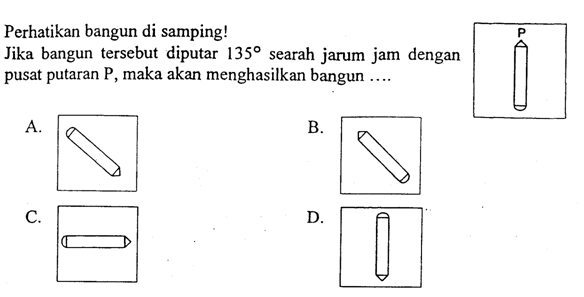 Perhatikan bangun di samping!
Jika bangun tersebut diputar 135° searah jarum jam dengan
pusat putaran P, maka akan menghasilkan bangun ….
P
A.
B.
C.
D.